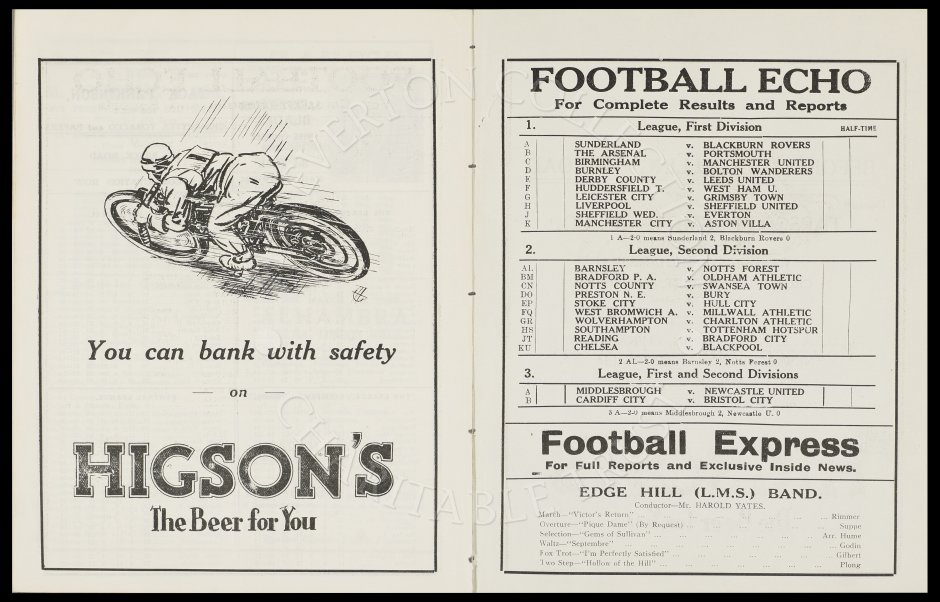 You can bank with safety
— on —
HIGSON'S
The Beer for You
FOOTBALL ECHO
For Complete Results and Reports
1. League, First Division HALF-TIME
A SUNDERLAND v. BLACKBURN ROVERS
B THE ARSENAL v. PORTSMOUTH
C BIRMINGHAM v. MANCHESTER UNITED
D BURNLEY v. BOLTON WANDERERS
E DERBY COUNTY v. LEEDS UNITED
F HUDDERSFIELD T. v. WEST HAM U.
G LEICESTER CITY v. GRIMSBY TOWN
H LIVERPOOL v. SHEFFIELD UNITED
J SHEFFIELD WED. v. EVERTON
K MANCHESTER CITY v. ASTON VILLA
1 A—2-0 means Sunderland 2, Blackburn Rovers 0
2. League, Second Division
AL BARNSLEY v. NOTTS FOREST
BM BRADFORD P. A. v. OLDHAM ATHLETIC
CN NOTTS COUNTY v. SWANSEA TOWN
DO PRESTON N. E. v. BURY
EP STOKE CITY v. HULL CITY
FQ WEST BROMWICH A. v. MILLWALL ATHLETIC
GR WOLVERHAMPTON v. CHARLTON ATHLETIC
HS SOUTHAMPTON v. TOTTENHAM HOTSPUR
JT READING v. BRADFORD CITY
KU CHELSEA v. BLACKPOOL
2 AL—2-0 means Barnsley 2, Notts Forest 0
3. League, First and Second Divisions
A MIDDLESBROUGH v. NEWCASTLE UNITED
B CARDIFF CITY v. BRISTOL CITY
3 A—2-0 means Middlesbrough 2, Newcastle U. 0
Football Express
For Full Reports and Exclusive Inside News.
EDGE HILL (L.M.S.) BAND.
Conductor—Mr. HAROLD YATES.
March—"Victor's Return" ... Rimmer
Overture—"Pique Dame" (By Request) ... Suppe
Selection—"Gems of Sullivan" ... Arr. Hume
Waltz—"Septembre" ... Godin
Fox Trot—"I'm Perfectly Satisfied" ... Gilbert
Two Step—"Hollow of the Hill" ... Plong